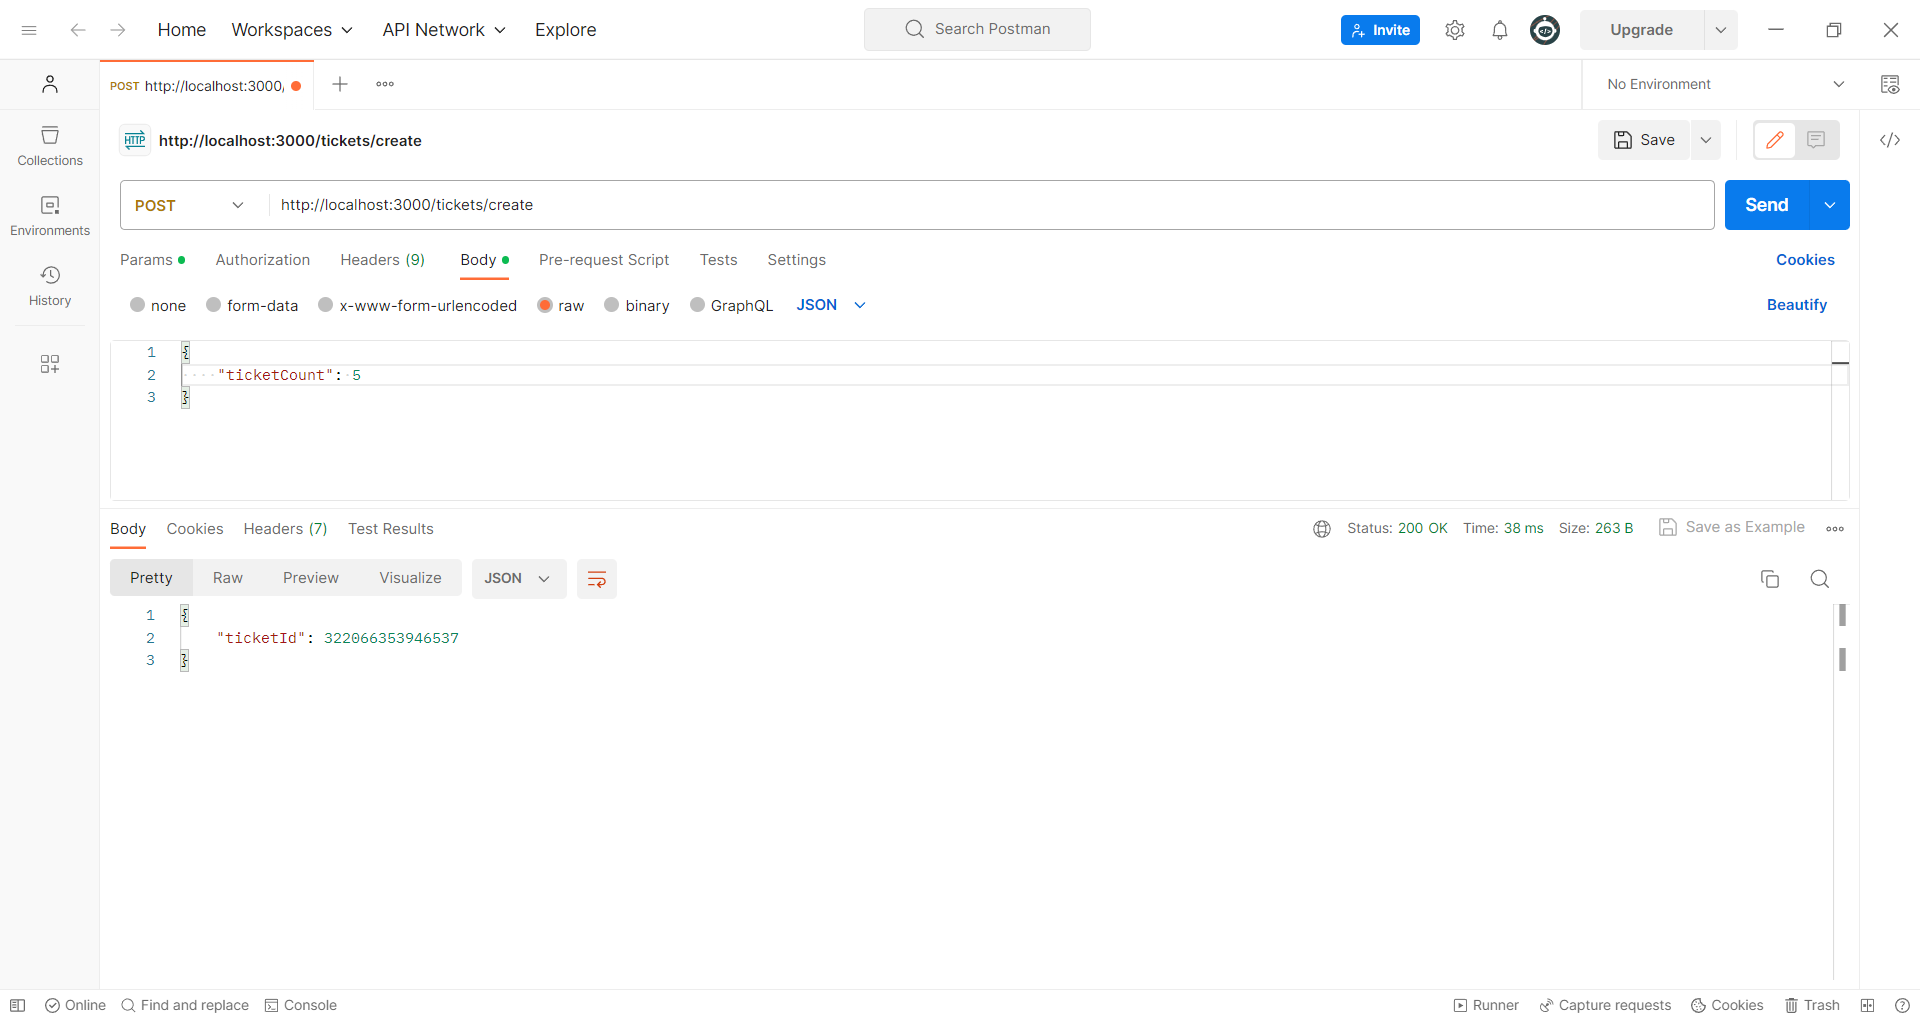 Home Workspaces API Network Explore Search Postman Invite Upgrade
POST http://localhost:3000/ No Environment
HTTP http://localhost:3000/tickets/create Save
Collections
POST http://localhost:3000/tickets/create Send
Environments
Params Authorization Headers (9) Body Pre-request Script Tests Settings Cookies
History
none form-data x-www-form-urlencoded raw binary GraphQL JSON Beautify
1 {
2 "ticketCount": 5
3 }
Body Cookies Headers (7) Test Results Status: 200 OK Time: 38 ms Size: 263 B Save as Example
Pretty Raw Preview Visualize JSON
1 {
2 "ticketId": 322066353946537
3 }
Online Find and replace Console Runner Capture requests Cookies Trash